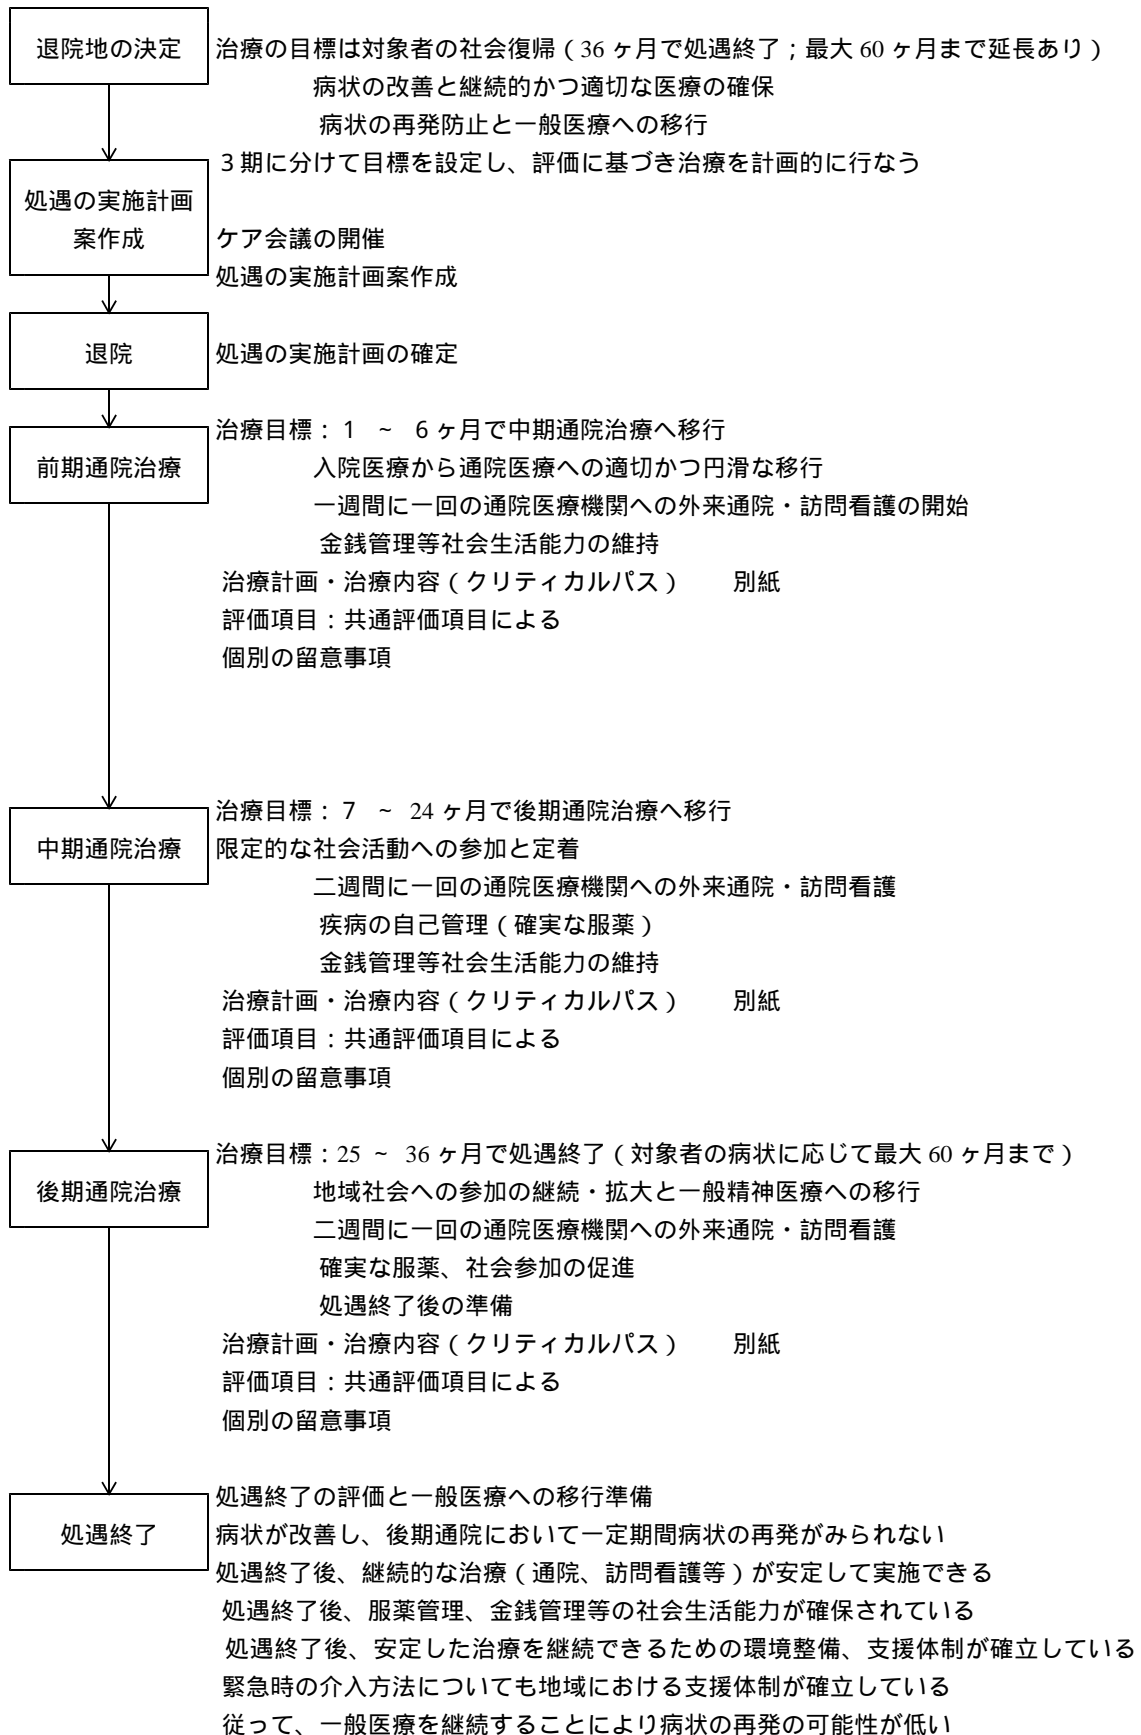 退院地の決定
治療の目標は対象者の社会復帰(36ヶ月で処遇終了;最大60ヶ月まで延長あり)
病状の改善と継続的かつ適切な医療の確保
病状の再発防止と一般医療への移行
3期に分けて目標を設定し、評価に基づき治療を計画的に行なう
処遇の実施計画
案作成
ケア会議の開催
処遇の実施計画案作成
退院
処遇の実施計画の確定
前期通院治療
治療目標:1 ~ 6ヶ月で中期通院治療へ移行
入院医療から通院医療への適切かつ円滑な移行
一週間に一回の通院医療機関への外来通院・訪問看護の開始
金銭管理等社会生活能力の維持
治療計画・治療内容(クリティカルパス) 別紙
評価項目:共通評価項目による
個別の留意事項
中期通院治療
治療目標:7 ~ 24ヶ月で後期通院治療へ移行
限定的な社会活動への参加と定着
二週間に一回の通院医療機関への外来通院・訪問看護
疾病の自己管理(確実な服薬)
金銭管理等社会生活能力の維持
治療計画・治療内容(クリティカルパス) 別紙
評価項目:共通評価項目による
個別の留意事項
後期通院治療
治療目標:25 ~ 36ヶ月で処遇終了(対象者の病状に応じて最大60ヶ月まで)
地域社会への参加の継続・拡大と一般精神医療への移行
二週間に一回の通院医療機関への外来通院・訪問看護
確実な服薬、社会参加の促進
処遇終了後の準備
治療計画・治療内容(クリティカルパス) 別紙
評価項目:共通評価項目による
個別の留意事項
処遇終了
処遇終了の評価と一般医療への移行準備
病状が改善し、後期通院において一定期間病状の再発がみられない
処遇終了後、継続的な治療(通院、訪問看護等)が安定して実施できる
処遇終了後、服薬管理、金銭管理等の社会生活能力が確保されている
処遇終了後、安定した治療を継続できるための環境整備、支援体制が確立している
緊急時の介入方法についても地域における支援体制が確立している
従って、一般医療を継続することにより病状の再発の可能性が低い